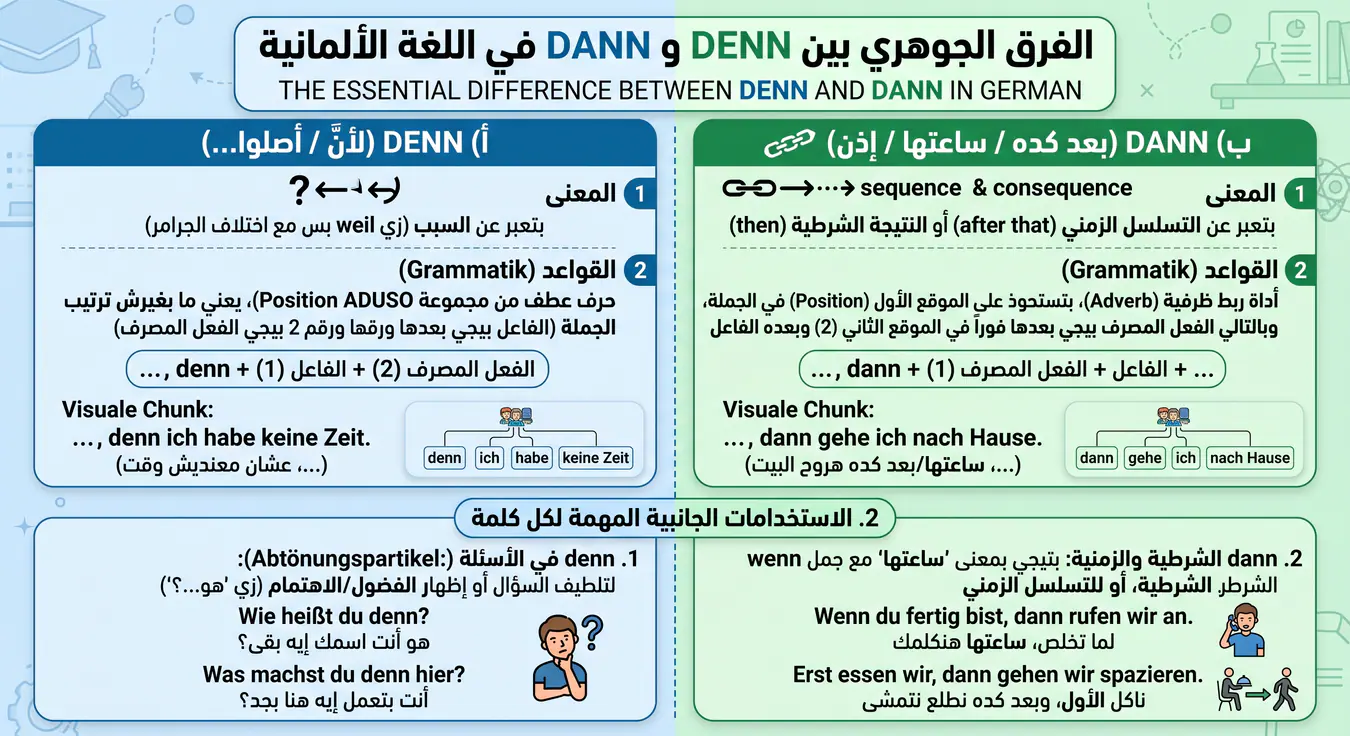 الفرق الجوهري بين DENN و DANN في اللغة الألمانية
THE ESSENTIAL DIFFERENCE BETWEEN DENN AND DANN IN GERMAN
أ) DENN (لأنَّ / أصلوا...)
1 المعنى
?
بتعبر عن السبب (زي weil بس مع اختلاف الجرامر)
2 القواعد (Grammatik)
حرف عطف من مجموعة Position ADUSO)، يعني ما بغيرش ترتيب
الجملة (الفاعل بيجي بعدها ورقها ورقم 2 بيجي الفعل المصرف)
..., denn + (1) الفاعل + (2) الفعل المصرف
Visuale Chunk:
..., denn ich habe keine Zeit.
(...، عشان معنديش وقت)
denn ich habe keine Zeit
ب) DANN (بعد كده / ساعتها / إذن)
1 المعنى
sequence & consequence
بتعبر عن التسلسل الزمني (after that) أو النتيجة الشرطية (then)
2 القواعد (Grammatik)
أداة ربط ظرفية (Adverb)، بتستحوذ على الموقع الأول (Position) في الجملة،
وبالتالي الفعل المصرف بيجي بعدها فوراً في الموقع الثاني (2) وبعده الفاعل
..., dann + (1) الفعل المصرف + الفاعل + ...
Visuale Chunk:
..., dann gehe ich nach Hause.
(...، ساعتها/بعد كده هروح البيت)
dann gehe ich nach Hause
2. الاستخدامات الجانبية المهمة لكل كلمة
1. denn في الأسئلة (Abtönungspartikel:):
لتلطيف السؤال أو إظهار الفضول/الاهتمام (زي ’هو...؟‘)
Wie heißt du denn?
هو أنت اسمك إيه بقى؟
Was machst du denn hier?
أنت بتعمل إيه هنا بجد؟
2. dann الشرطية والزمنية: بتيجي بمعنى ’ساعتها‘ مع جمل wenn
الشرطر. الشرطية، أو للتسلسل الزمني
Wenn du fertig bist, dann rufen wir an.
لما تخلص، ساعتها هنكلمك
Erst essen wir, dann gehen wir spazieren.
ناكل الأول، وبعد كده نطلع نتمشى